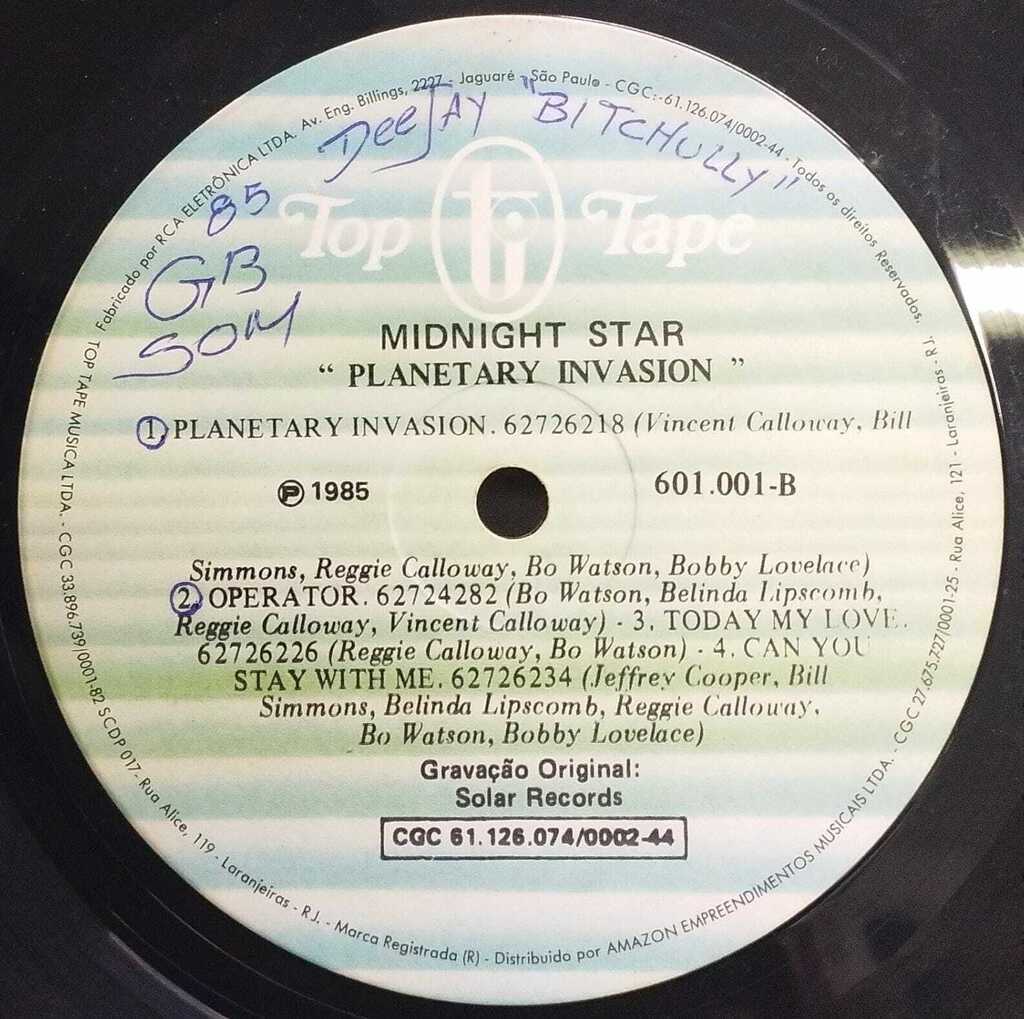 TOP TAPE MUSICA LTDA. - CGC 33.896.739/0001-82 SCDP 017 - Rua Alice, 119 - Laranjeiras - R.J. - Marca Registrada (R) - Distribuido por AMAZON EMPREENDIMENTOS MUSICAIS LTDA. - CGC 27.675.727/0001-25 - Rua Alice, 121 - Laranjeiras - R.J.
Fabricado por RCA ELETRÔNICA LTDA. Av. Eng. Billings, 2227 - Jaguaré - São Paulo - CGC:-61.126.074/0002-44 - Todos os direitos Reservados.
DeeJAY "BITCHULLY"
85
GB
SOM
Top Tape
MIDNIGHT STAR
“ PLANETARY INVASION ”
1. PLANETARY INVASION. 62726218 (Vincent Calloway, Bill
℗ 1985
601.001-B
Simmons, Reggie Calloway, Bo Watson, Bobby Lovelace)
2. OPERATOR. 62724282 (Bo Watson, Belinda Lipscomb,
Reggie Calloway, Vincent Calloway) - 3. TODAY MY LOVE.
62726226 (Reggie Calloway, Bo Watson) - 4. CAN YOU
STAY WITH ME. 62726234 (Jeffrey Cooper, Bill
Simmons, Belinda Lipscomb, Reggie Calloway,
Bo Watson, Bobby Lovelace)
Gravação Original:
Solar Records
CGC 61.126.074/0002-44